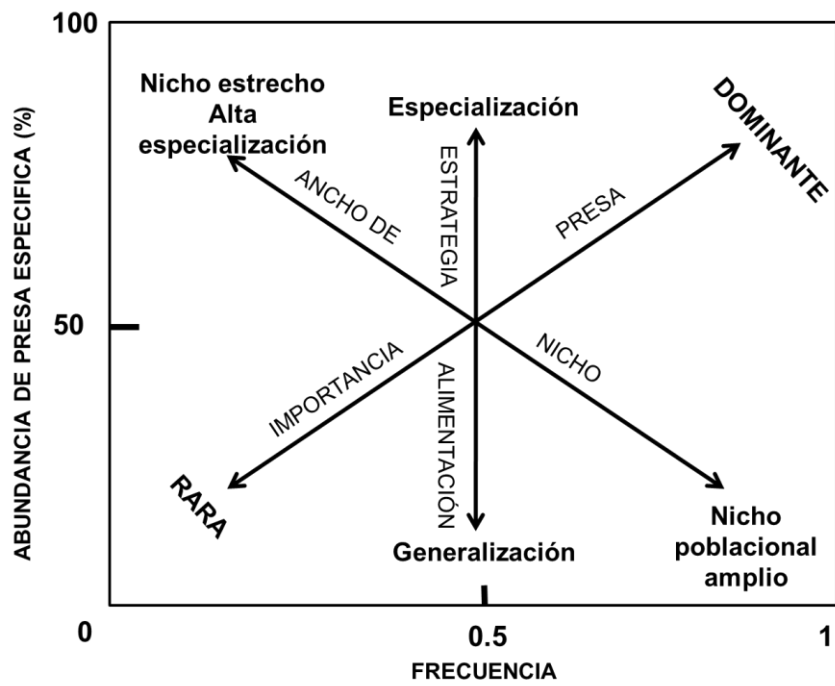 100
Nicho estrecho
Alta
especialización
Especialización
DOMINANTE
ANCHO DE
ESTRATEGIA
PRESA
ABUNDANCIA DE PRESA ESPECIFICA (%)
50
IMPORTANCIA
ALIMENTACIÓN
NICHO
RARA
Generalización
Nicho
poblacional
amplio
0
0.5
1
FRECUENCIA